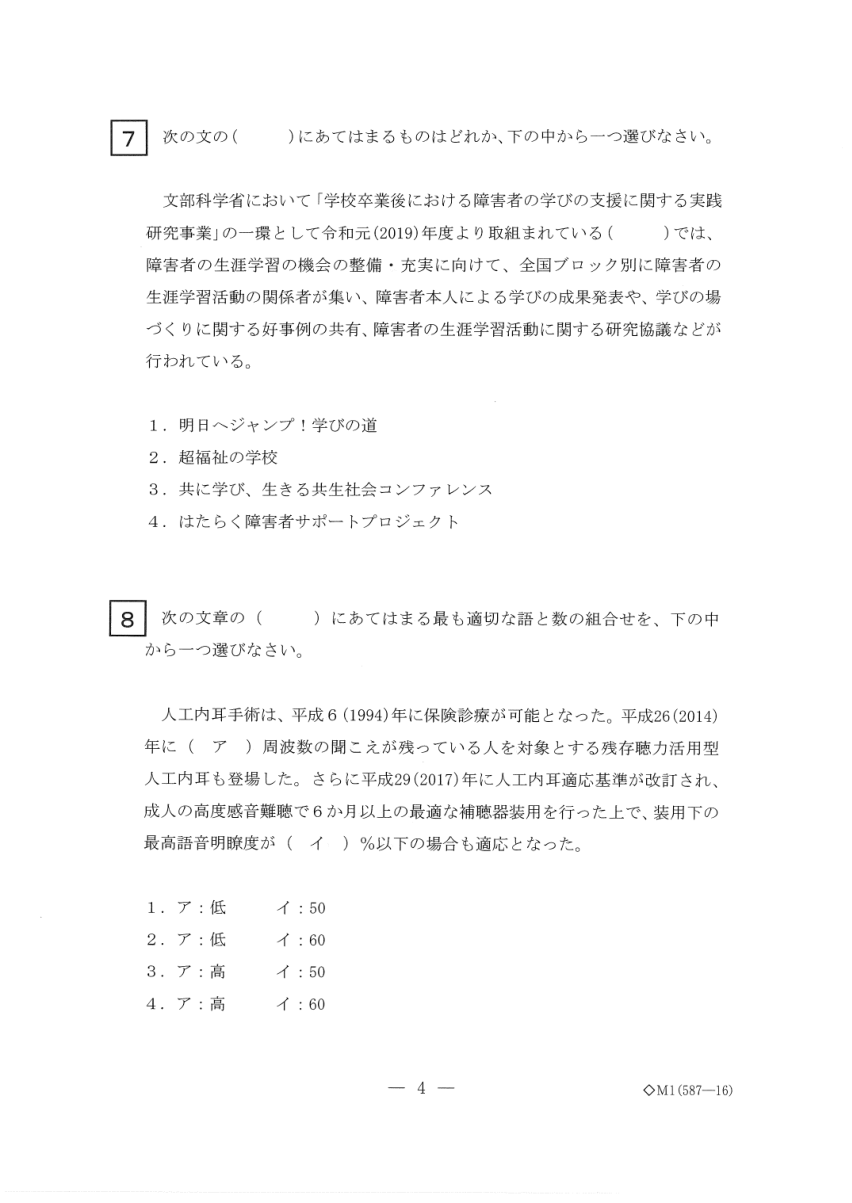 7 次の文の(　　　)にあてはまるものはどれか、下の中から一つ選びなさい。
文部科学省において「学校卒業後における障害者の学びの支援に関する実践
研究事業」の一環として令和元(2019)年度より取組まれている(　　　)では、
障害者の生涯学習の機会の整備・充実に向けて、全国ブロック別に障害者の
生涯学習活動の関係者が集い、障害者本人による学びの成果発表や、学びの場
づくりに関する好事例の共有、障害者の生涯学習活動に関する研究協議などが
行われている。
1．明日へジャンプ！学びの道
2．超福祉の学校
3．共に学び、生きる共生社会コンファレンス
4．はたらく障害者サポートプロジェクト
8 次の文章の（　　　）にあてはまる最も適切な語と数の組合せを、下の中
から一つ選びなさい。
人工内耳手術は、平成6(1994)年に保険診療が可能となった。平成26(2014)
年に（　ア　）周波数の聞こえが残っている人を対象とする残存聴力活用型
人工内耳も登場した。さらに平成29(2017)年に人工内耳適応基準が改訂され、
成人の高度感音難聴で6か月以上の最適な補聴器装用を行った上で、装用下の
最高語音明瞭度が（　イ　）％以下の場合も適応となった。
1．ア：低　　イ：50
2．ア：低　　イ：60
3．ア：高　　イ：50
4．ア：高　　イ：60
― 4 ―
◇M1(587―16)